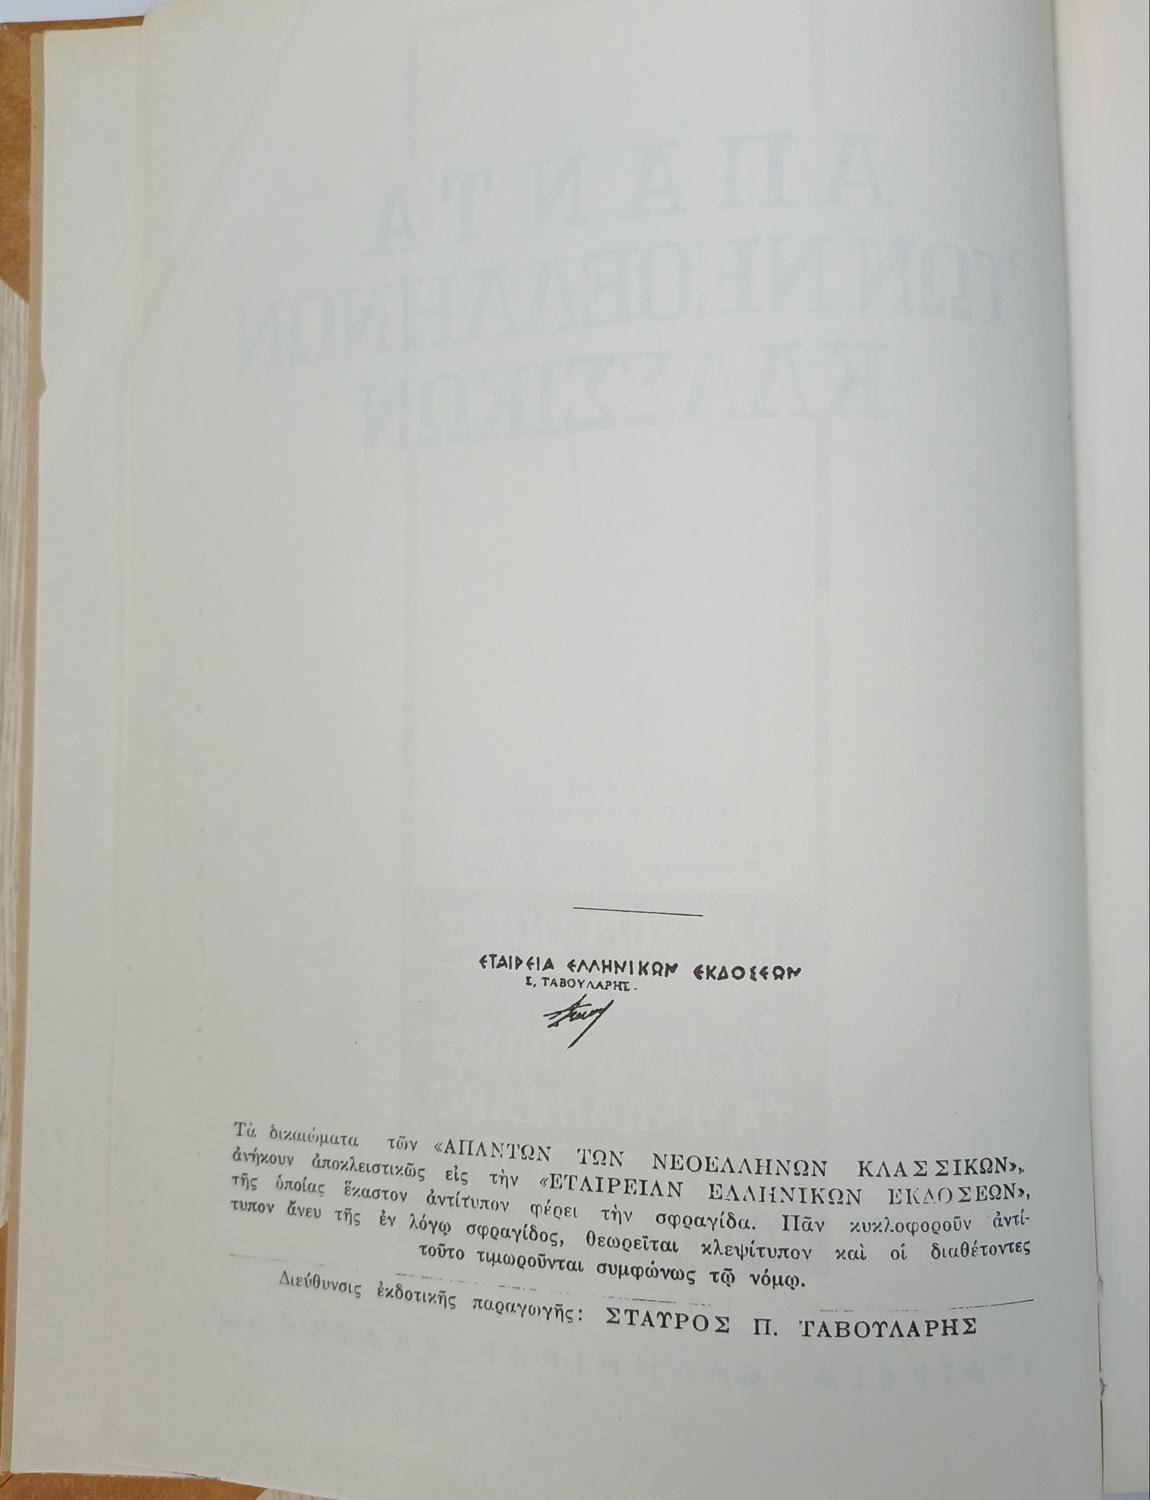 ΕΤΑΙΡΕΙΑ ΕΛΛΗΝΙΚΩΝ ΕΚΔΟΣΕΩΝ
Σ, ΤΑΒΟΥΛΑΡΗΣ.
Τὰ δικαιώματα τῶν «ΑΠΑΝΤΩΝ ΤΩΝ ΝΕΟΕΛΛΗΝΩΝ ΚΛΑΣΣΙΚΩΝ»,
ἀνήκουν ἀποκλειστικῶς εἰς τὴν «ΕΤΑΙΡΕΙΑΝ ΕΛΛΗΝΙΚΩΝ ΕΚΔΟΣΕΩΝ»,
τῆς ὁποίας ἕκαστον ἀντίτυπον φέρει τὴν σφραγίδα. Πᾶν κυκλοφοροῦν ἀντί-
τυπον ἄνευ τῆς ἐν λόγῳ σφραγίδος, θεωρεῖται κλεψίτυπον καὶ οἱ διαθέτοντες
τοῦτο τιμωροῦνται συμφώνως τῷ νόμῳ.
Διεύθυνσις ἐκδοτικῆς παραγωγῆς: ΣΤΑΥΡΟΣ Π. ΤΑΒΟΥΛΑΡΗΣ